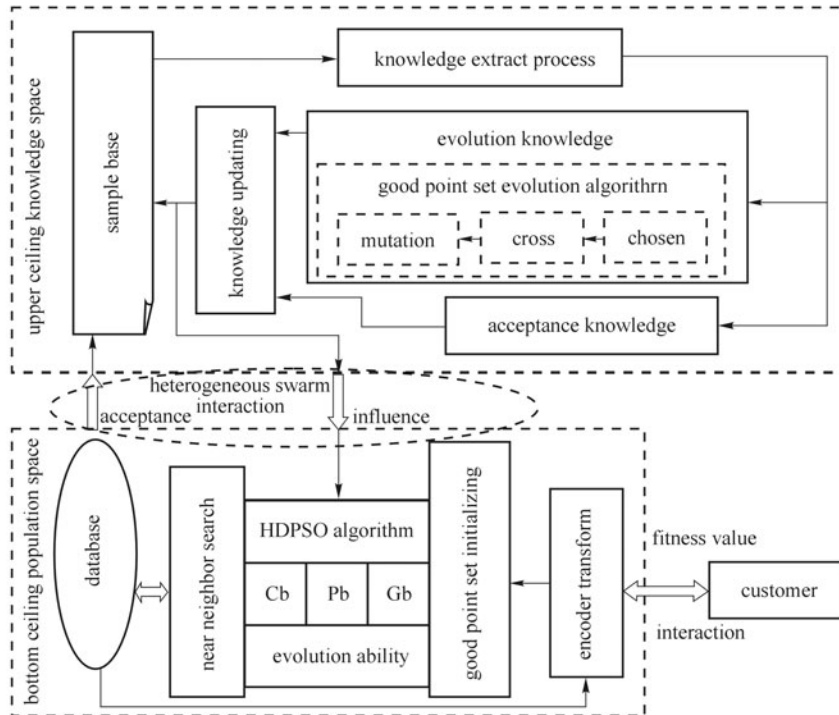 upper ceiling knowledge space
sample base
knowledge extract process
knowledge updating
evolution knowledge
good point set evolution algorithrn
mutation
cross
chosen
acceptance knowledge
heterogeneous swarm
interaction
acceptance
influence
bottom ceiling population space
database
near neighbor search
HDPSO algorithm
Cb
Pb
Gb
evolution ability
good point set initializing
encoder transform
fitness value
interaction
customer